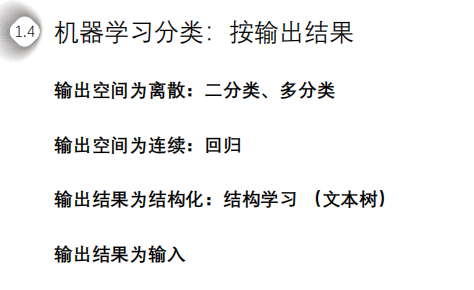 1.4 机器学习分类：按输出结果
输出空间为离散：二分类、多分类
输出空间为连续：回归
输出结果为结构化：结构学习 （文本树）
输出结果为输入